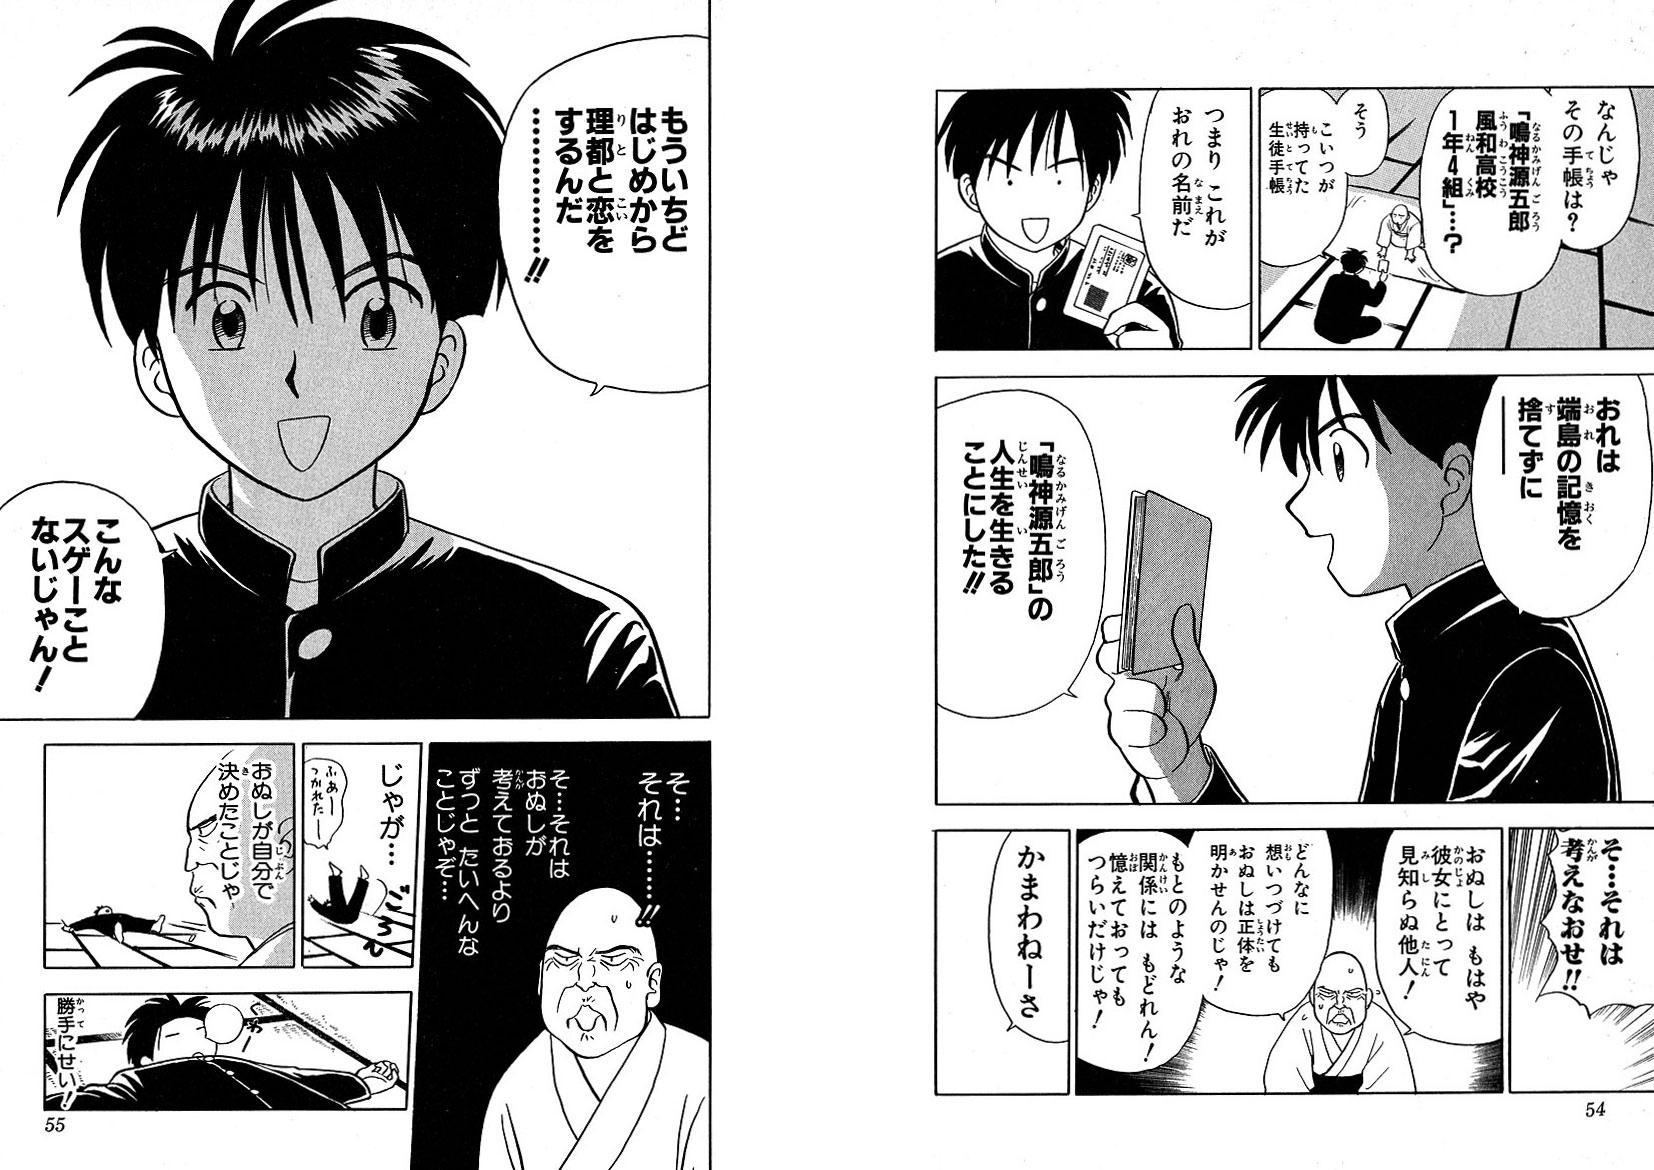 なんじゃ
その手帳は?
「鳴神源五郎
風和高校
1年4組」…?
そう
こいつが
持ってた
生徒手帳
つまり これが
おれの名前だ
おれは
端島の記憶を
捨てずに――
「鳴神源五郎」の
人生を生きる
ことにした!!
そ…それは
考えなおせ!!
おぬしは もはや
彼女にとって
見知らぬ他人!
どんなに
想いつづけても
おぬしは正体を
明かせんのじゃ!
もとのような
関係には もどれん!
憶えておっても
つらいだけじゃ!
かまわねーさ
54
もういちど
はじめから
理都と恋を
するんだ
……………!!
こんな
スゲーこと
ないじゃん!
そ…
それは………!!
そ…それは
おぬしが
考えておるより
ずっと たいへんな
ことじゃぞ…
じゃが…
ふぁー
つかれたー
ごろん
おぬしが自分で
決めたことじゃ
勝手にせい!
くかー
55